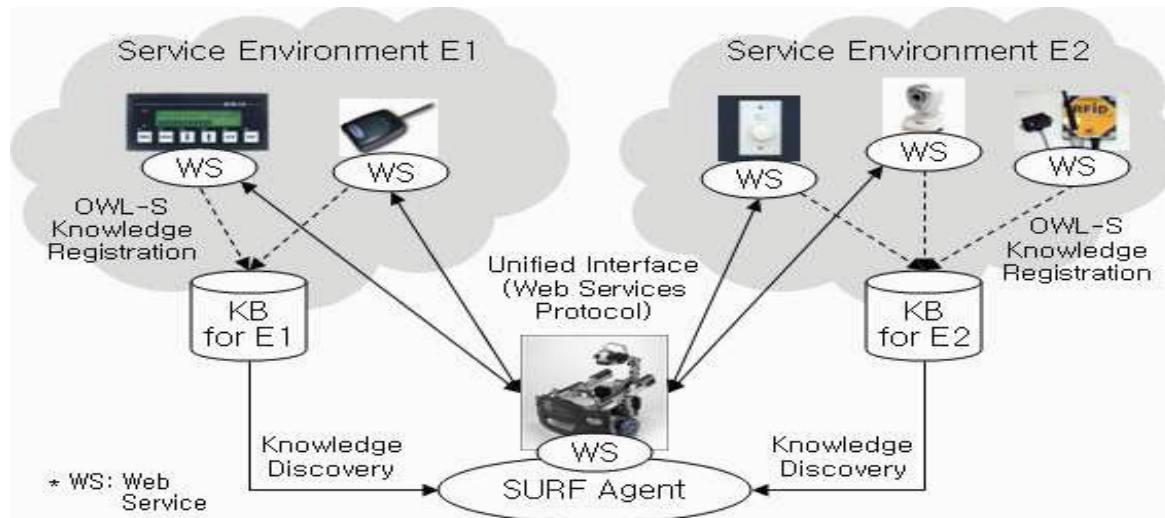 Service Environment E1
Service Environment E2
RFiD
WS
WS
WS
WS
WS
OWL-S
Knowledge
Registration
OWL-S
Knowledge
Registration
Unified Interface
(Web Services
Protocol)
KB
for E1
KB
for E2
Knowledge
Discovery
Knowledge
Discovery
WS
SURF Agent
* WS: Web
Service